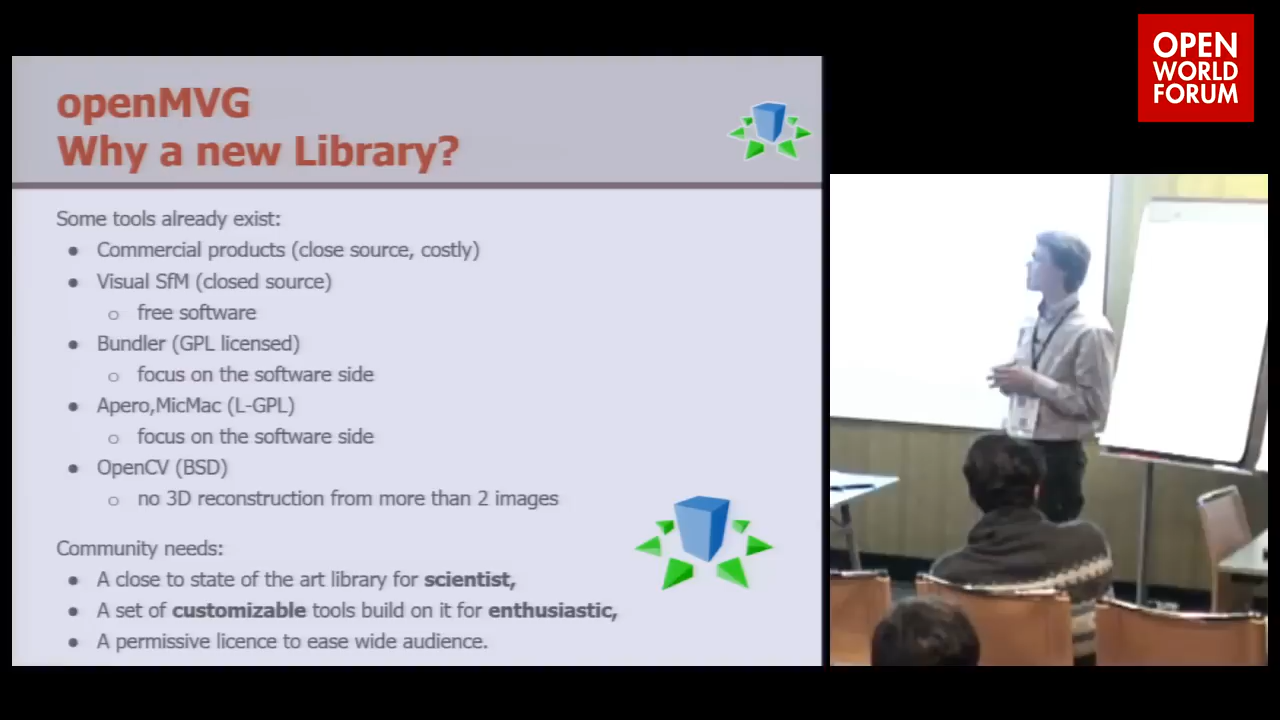 OPEN
WORLD
FORUM
openMVG
Why a new Library?
Some tools already exist:
● Commercial products (close source, costly)
● Visual SfM (closed source)
○ free software
● Bundler (GPL licensed)
○ focus on the software side
● Apero,MicMac (L-GPL)
○ focus on the software side
● OpenCV (BSD)
○ no 3D reconstruction from more than 2 images
Community needs:
● A close to state of the art library for scientist,
● A set of customizable tools build on it for enthusiastic,
● A permissive licence to ease wide audience.